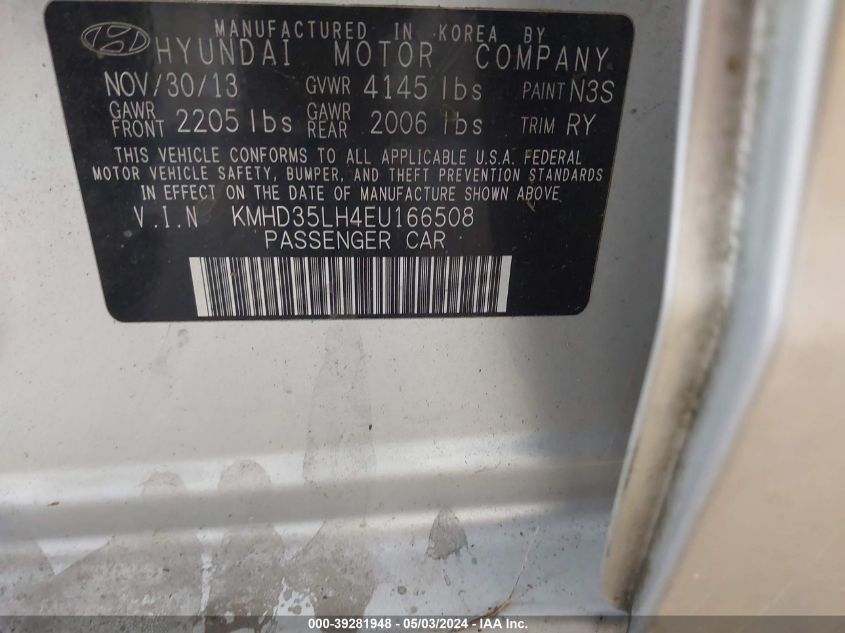 MANUFACTURED IN KOREA BY
HYUNDAI MOTOR COMPANY
NOV/30/13 GVWR 4145 lbs PAINT N3S
GAWR FRONT 2205 lbs GAWR REAR 2006 lbs TRIM RY
THIS VEHICLE CONFORMS TO ALL APPLICABLE U.S.A. FEDERAL
MOTOR VEHICLE SAFETY, BUMPER, AND THEFT PREVENTION STANDARDS
IN EFFECT ON THE DATE OF MANUFACTURE SHOWN ABOVE.
V.I.N KMHD35LH4EU166508
PASSENGER CAR
000-39281948 - 05/03/2024 - IAA Inc.